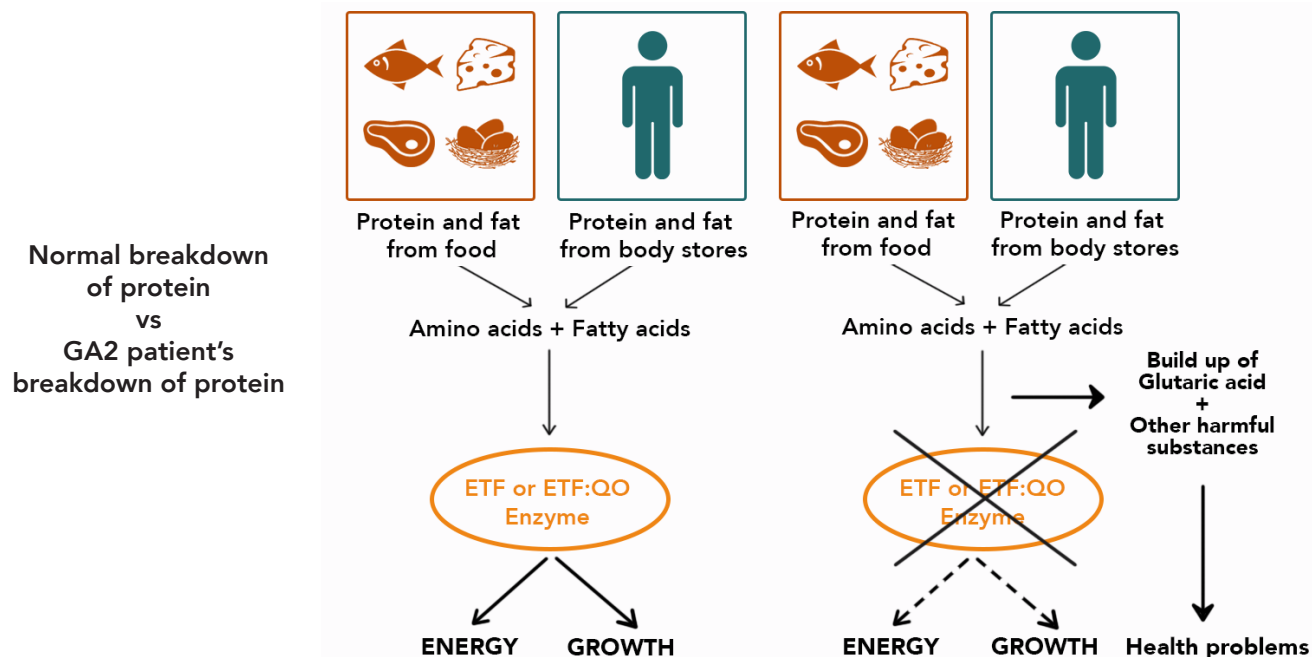 Normal breakdown
of protein
vs
GA2 patient’s
breakdown of protein
Protein and fat
from food
Protein and fat
from body stores
Amino acids + Fatty acids
ETF or ETF:QO
Enzyme
ENERGY
GROWTH
Protein and fat
from food
Protein and fat
from body stores
Amino acids + Fatty acids
Build up of
Glutaric acid
+
Other harmful
substances
ETF or ETF:QO
Enzyme
ENERGY
GROWTH
Health problems